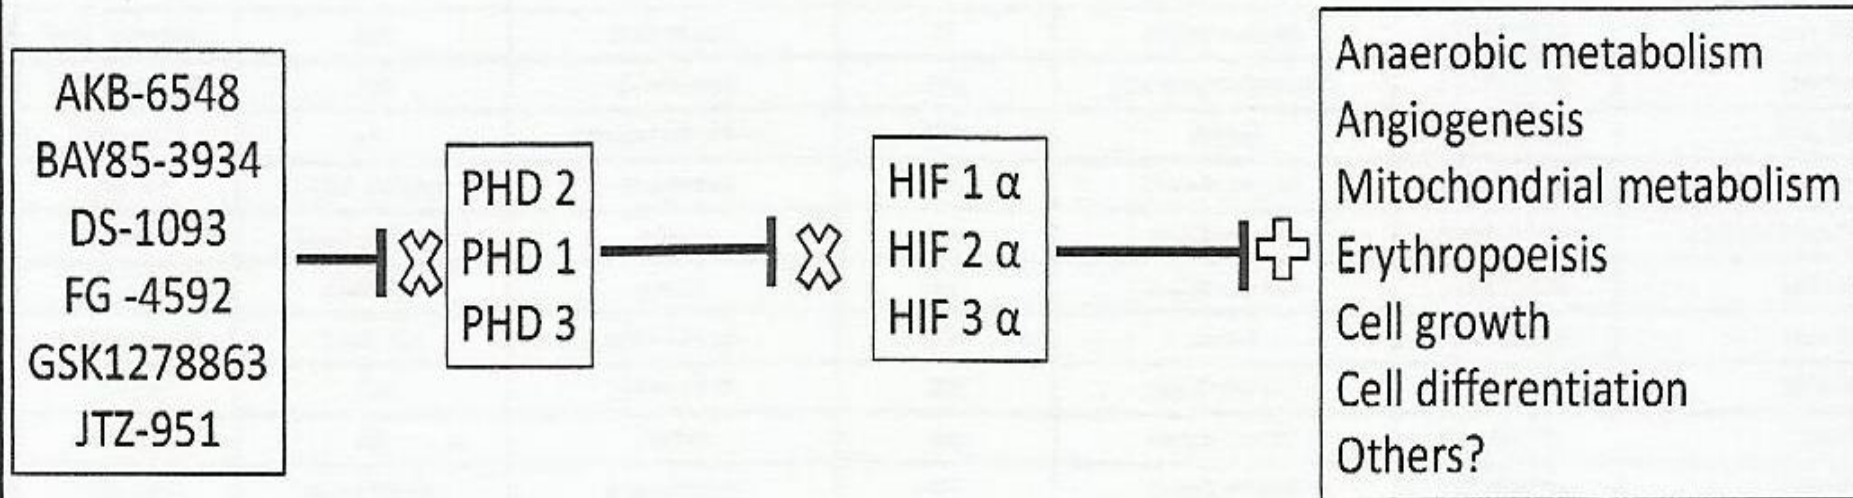 AKB-6548
BAY85-3934
DS-1093
FG -4592
GSK1278863
JTZ-951
PHD 2
PHD 1
PHD 3
HIF 1 α
HIF 2 α
HIF 3 α
Anaerobic metabolism
Angiogenesis
Mitochondrial metabolism
Erythropoeisis
Cell growth
Cell differentiation
Others?